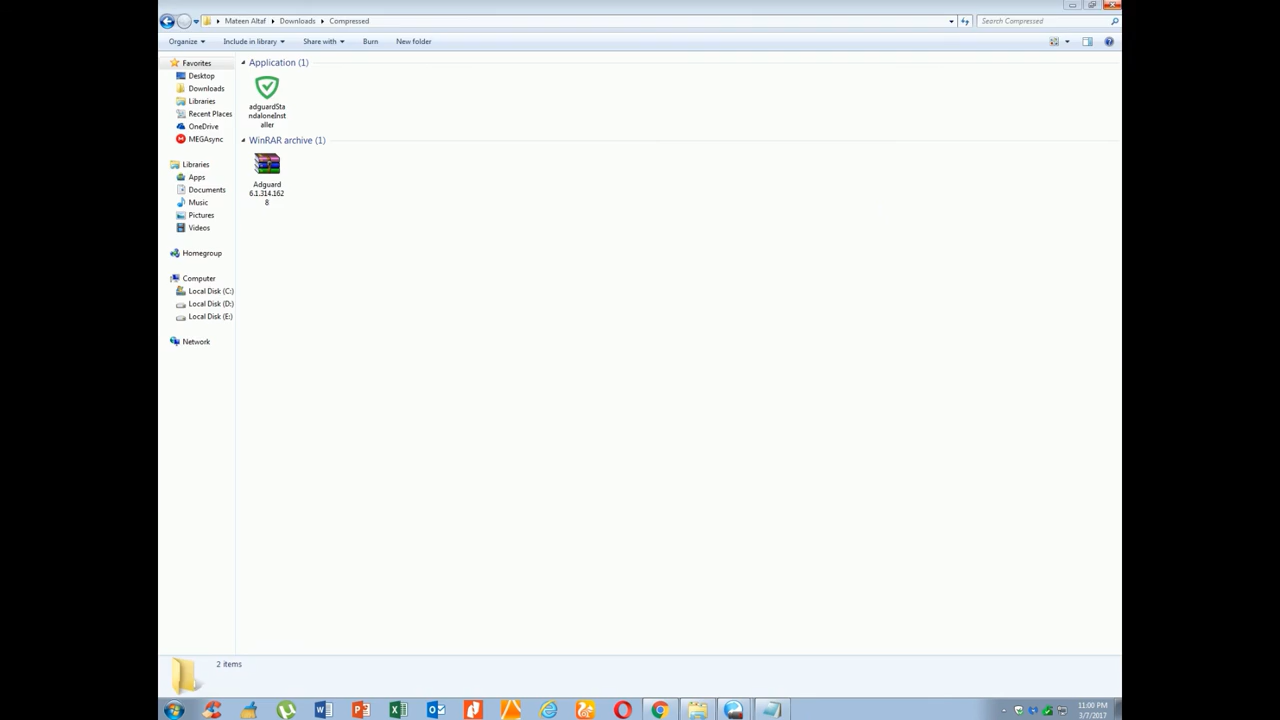 Mateen Altaf Downloads Compressed
Search Compressed
Organize Include in library Share with Burn New folder
Favorites
Desktop
Downloads
Libraries
Recent Places
OneDrive
MEGAsync
Libraries
Apps
Documents
Music
Pictures
Videos
Homegroup
Computer
Local Disk (C:)
Local Disk (D:)
Local Disk (E:)
Network
Application (1)
adguardSta
ndaloneInst
aller
WinRAR archive (1)
Adguard
6.1.314.162
8
2 items
11:00 PM
3/7/2017